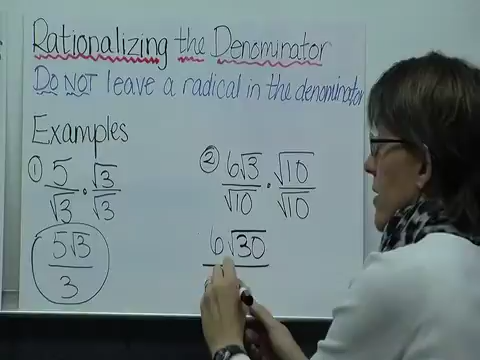 Rationalizing the Denominator
DO NOT leave a radical in the denominator
Examples
① 5/√3 · √3/√3
5√3/3
② 6√3/√10 · √10/√10
6√30